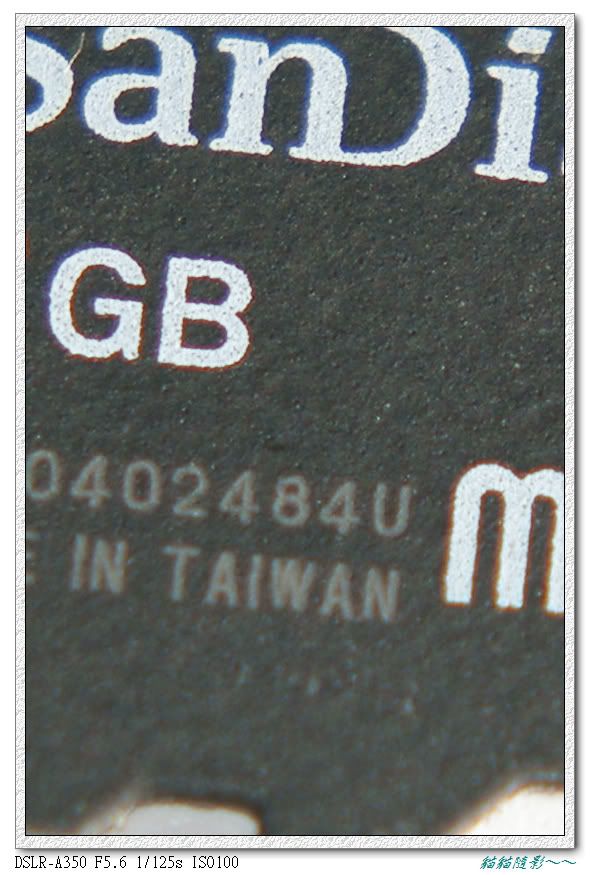 SanDi
GB
0402484U
E IN TAIWAN
m
DSLR-A350 F5.6 1/125s ISO100
貓貓隨影~~